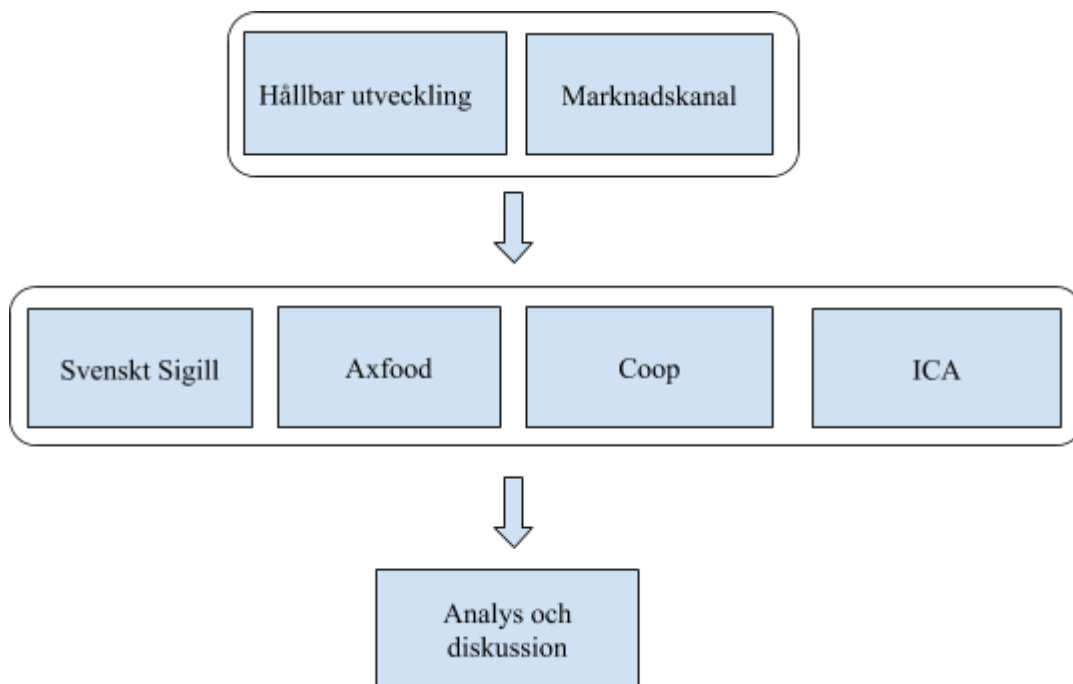 Hållbar utveckling
Marknadskanal
Svenskt Sigill
Axfood
Coop
ICA
Analys och
diskussion